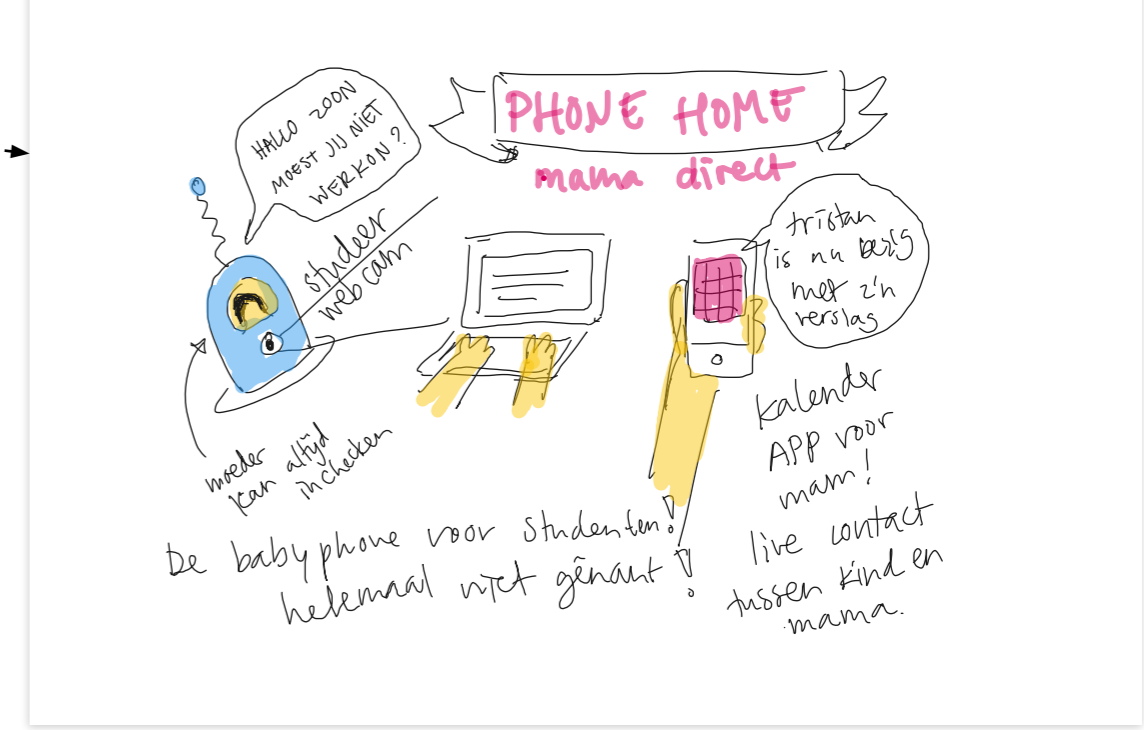 PHONE HOME
mama direct
HALLO ZOON
MOEST JIJ NIET
WERKON?
studeer
webcam
tristan
is nu bezig
met z'n
verslag
moeder
kan altijd
inchecken
kalender
APP voor
mam!
live contact
tussen kind en
mama.
De babyphone voor studenten!
helemaal niet gênant!